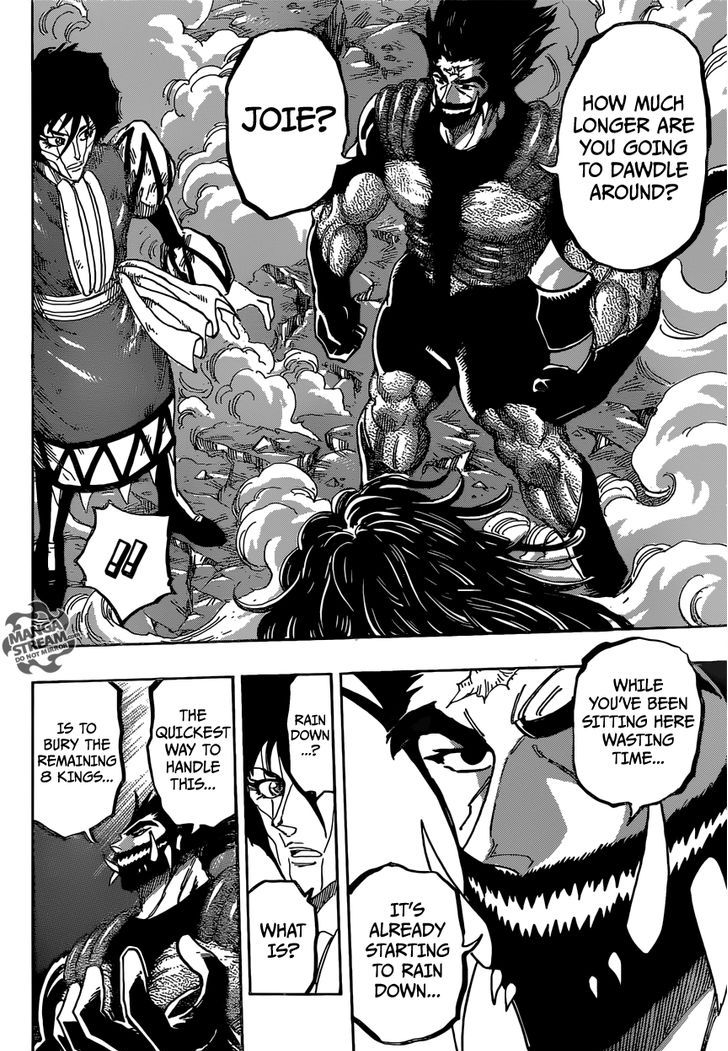 HOW MUCH
LONGER ARE
YOU GOING
TO DAWDLE
AROUND?
JOIE?
!!
MANGA
STREAM.com
DO NOT MIRROR!
WHILE
YOU'VE BEEN
SITTING HERE
WASTING
TIME...
IT'S
ALREADY
STARTING
TO RAIN
DOWN...
RAIN
DOWN
...?
WHAT
IS?
THE
QUICKEST
WAY TO
HANDLE
THIS...
IS TO
BURY THE
REMAINING
8 KINGS...